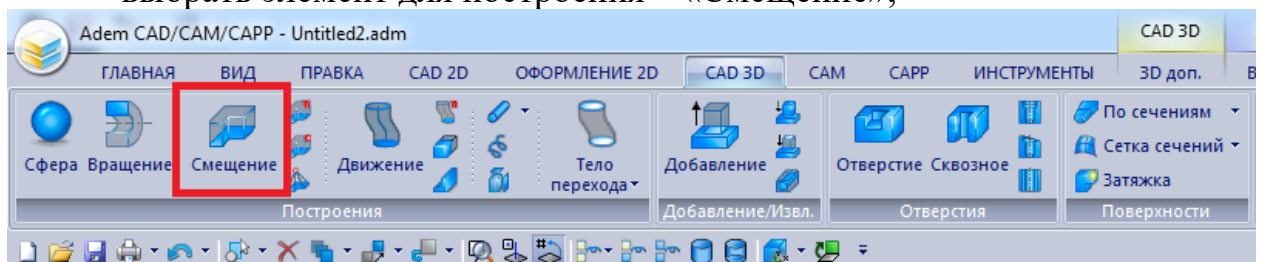 выбрать элемент для построения – «Смещение»;
Adem CAD/CAM/CAPP - Untitled2.adm
CAD 3D
ГЛАВНАЯ ВИД ПРАВКА CAD 2D ОФОРМЛЕНИЕ 2D CAD 3D CAM CAPP ИНСТРУМЕНТЫ 3D доп.
Сфера Вращение Смещение Движение Тело перехода Добавление Отверстие Сквозное
По сечениям
Сетка сечений
Затяжка
Построения Добавление/Извл. Отверстия Поверхности